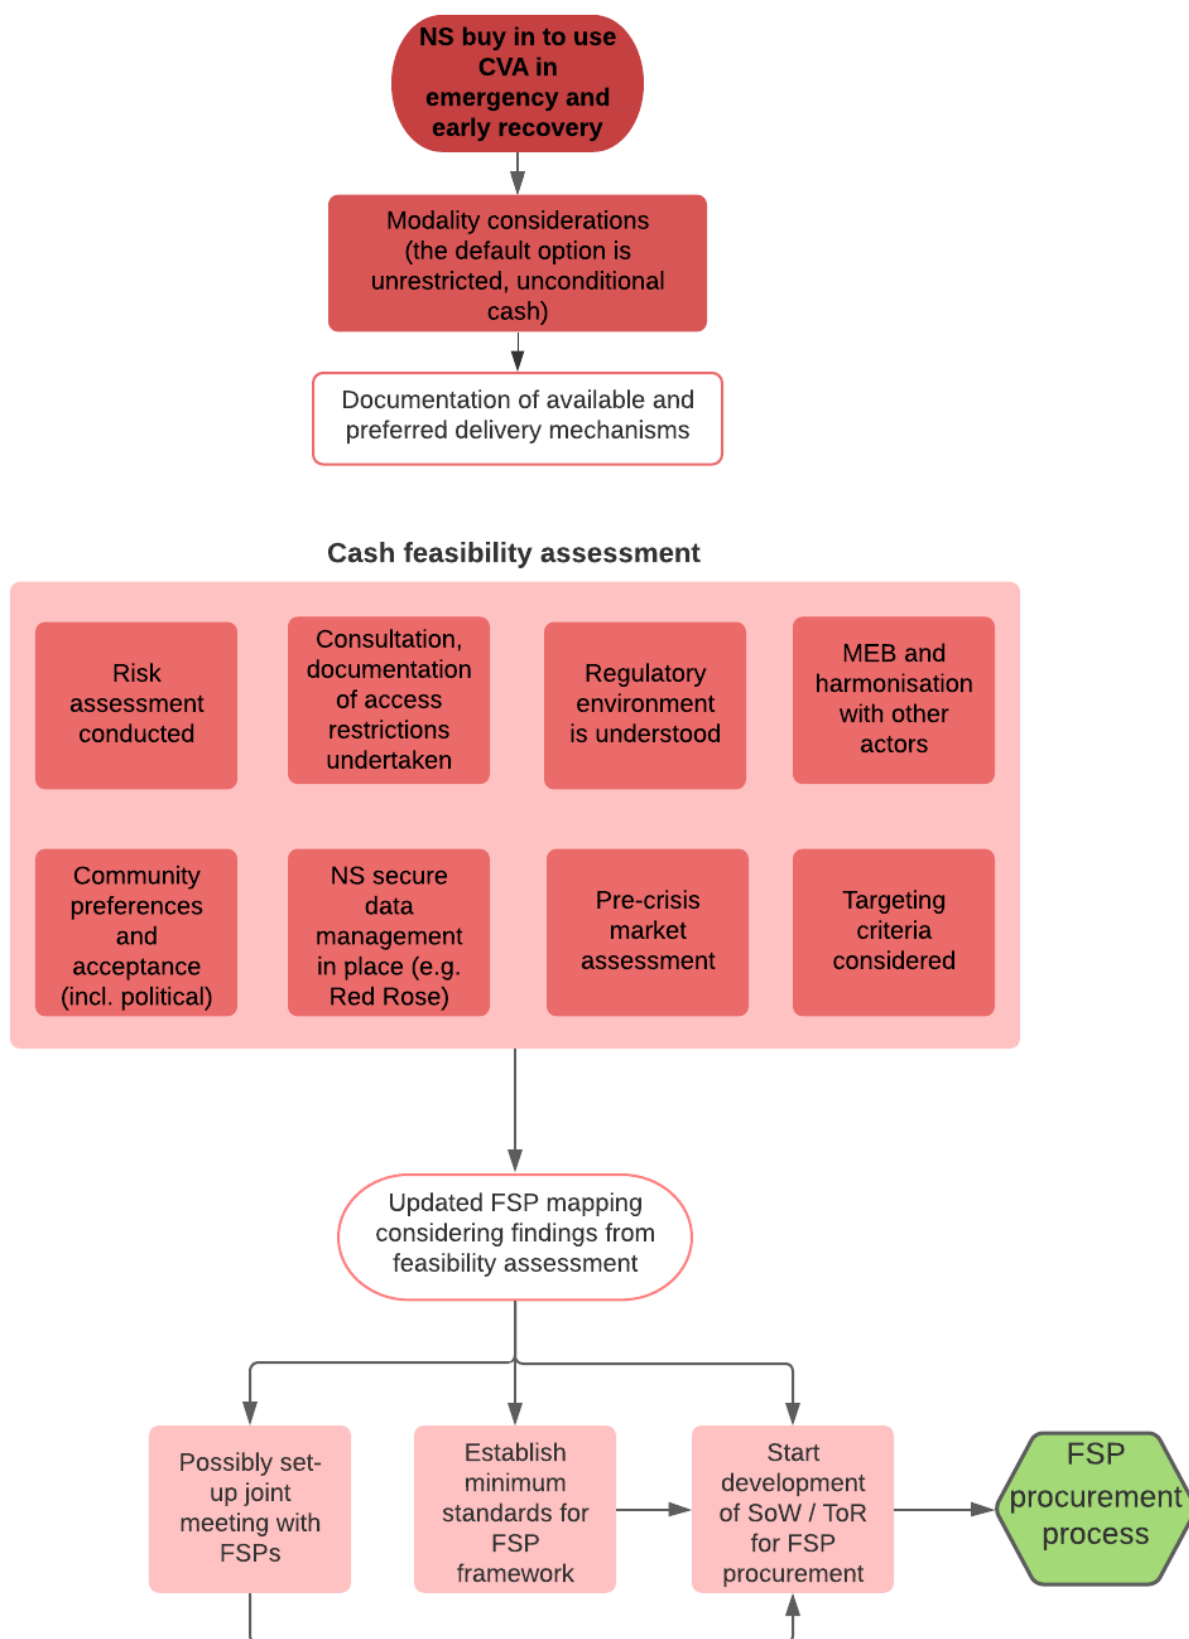 NS buy in to use
CVA in
emergency and
early recovery
Modality considerations
(the default option is
unrestricted, unconditional
cash)
Documentation of available and
preferred delivery mechanisms
Cash feasibility assessment
Risk
assessment
conducted
Consultation,
documentation
of access
restrictions
undertaken
Regulatory
environment
is understood
MEB and
harmonisation
with other
actors
Community
preferences
and
acceptance
(incl. political)
NS secure
data
management
in place (e.g.
Red Rose)
Pre-crisis
market
assessment
Targeting
criteria
considered
Updated FSP mapping
considering findings from
feasibility assessment
Possibly set-
up joint
meeting with
FSPs
Establish
minimum
standards for
FSP
framework
Start
development
of SoW / ToR
for FSP
procurement
FSP
procurement
process